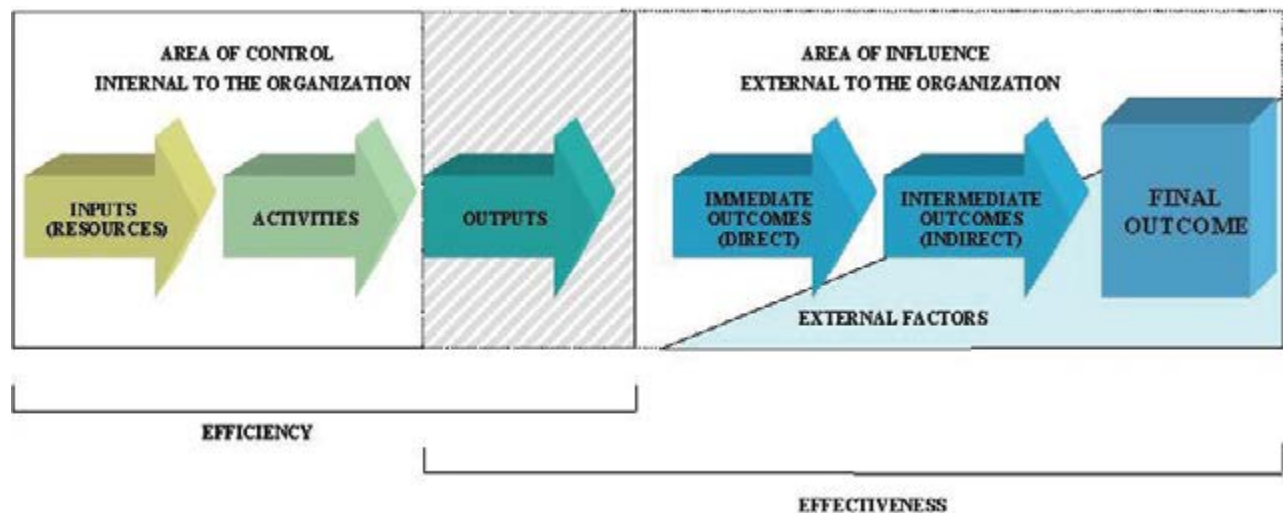 AREA OF CONTROL
INTERNAL TO THE ORGANIZATION
AREA OF INFLUENCE
EXTERNAL TO THE ORGANIZATION
INPUTS
(RESOURCES)
ACTIVITIES
OUTPUTS
IMMEDIATE
OUTCOMES
(DIRECT)
INTERMEDIATE
OUTCOMES
(INDIRECT)
FINAL
OUTCOME
EXTERNAL FACTORS
EFFICIENCY
EFFECTIVENESS